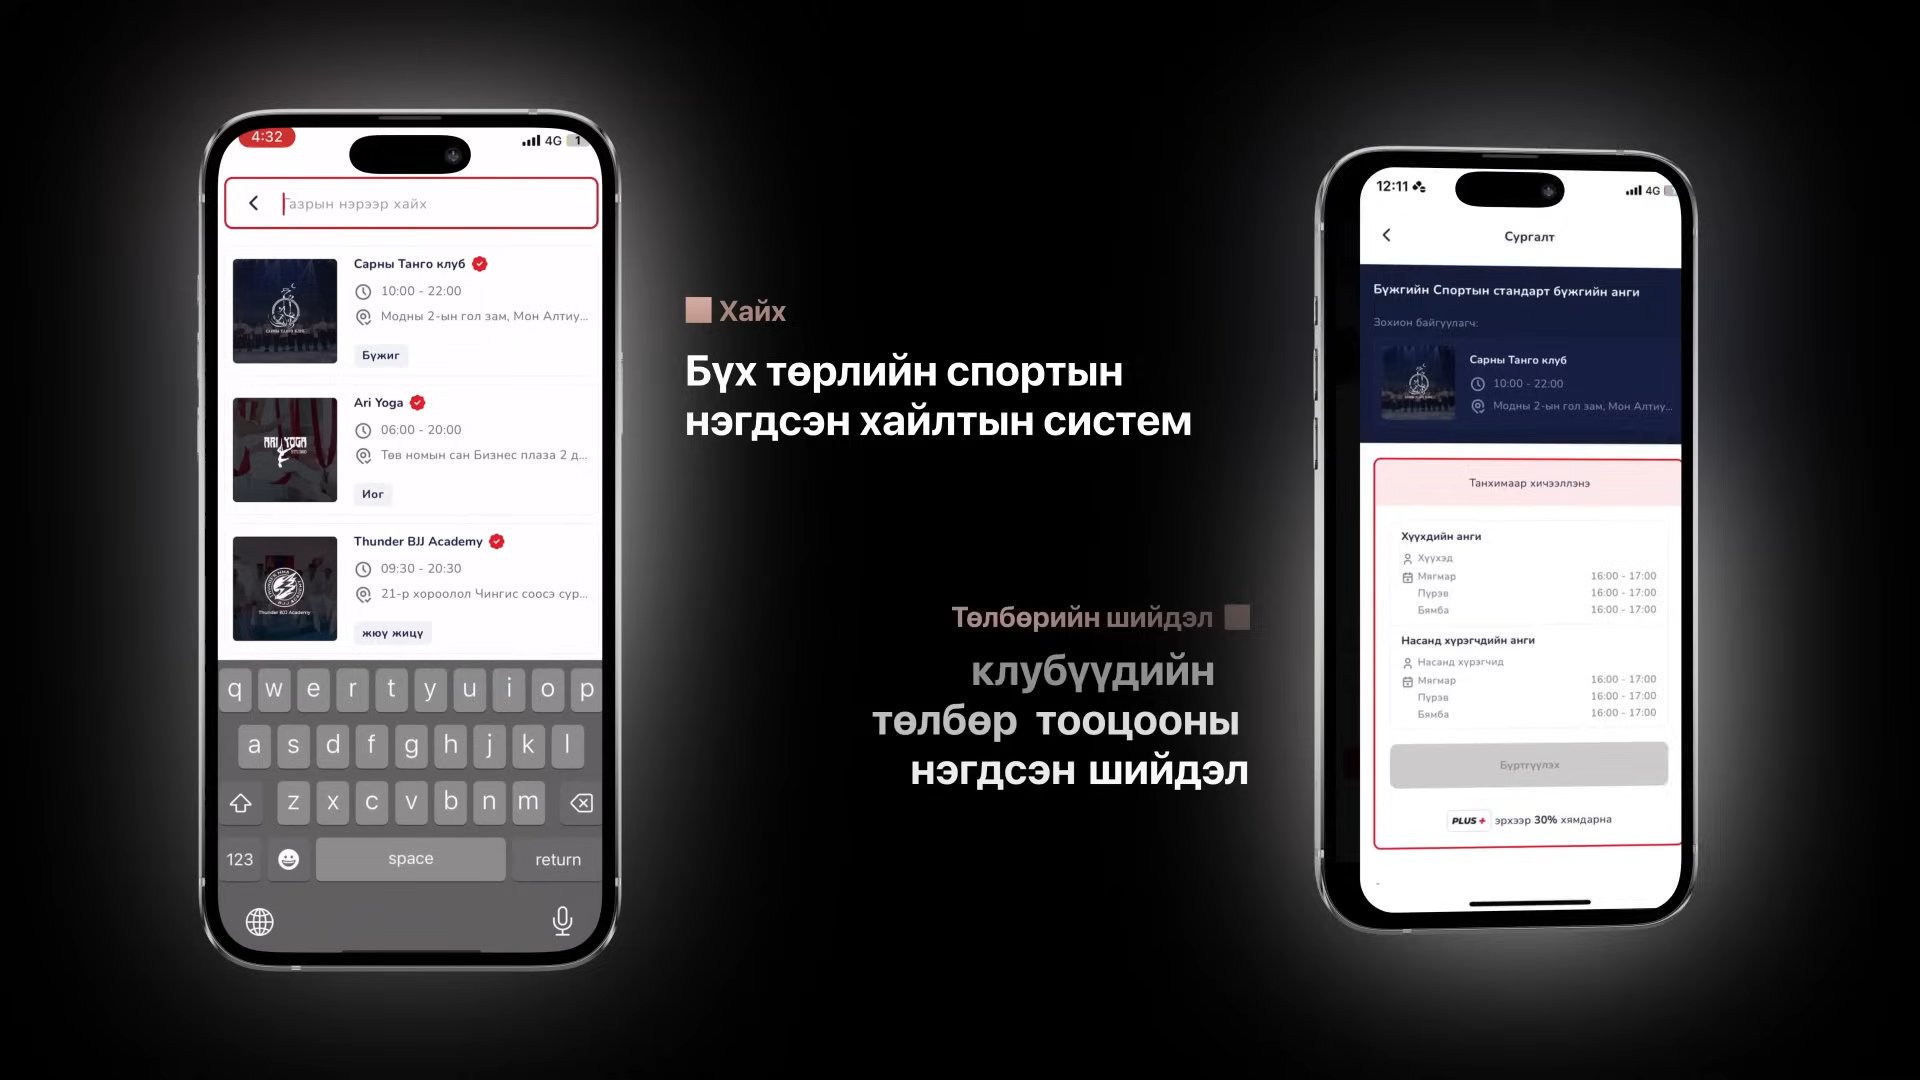 4:32
4G 1
Газрын нэрээр хайх
Сарны Танго клуб
10:00 - 22:00
Модны 2-ын гол зам, Мон Алтиу...
Бүжиг
ARI YOGA
Ari Yoga
06:00 - 20:00
Төв номын сан Бизнес плаза 2 д...
Иог
Thunder BJJ Academy
Thunder BJJ Academy
09:30 - 20:30
21-р хороолол Чингис соосэ сур...
жюү жицү
q w e r t y u i o p
a s d f g h j k l
z x c v b n m
123 space return
Хайх
Бүх төрлийн спортын
нэгдсэн хайлтын систем
Төлбөрийн шийдэл
клубүүдийн
төлбөр тооцооны
нэгдсэн шийдэл
12:11
4G
Сургалт
Бүжгийн Спортын стандарт бүжгийн анги
Зохион байгуулагч:
Сарны Танго клуб
10:00 - 22:00
Модны 2-ын гол зам, Мон Алтиу...
Танхимаар хичээллэнэ
Хүүхдийн анги
Хүүхэд
Мягмар 16:00 - 17:00
Пүрэв 16:00 - 17:00
Бямба 16:00 - 17:00
Насанд хүрэгчдийн анги
Насанд хүрэгчид
Мягмар 16:00 - 17:00
Пүрэв 16:00 - 17:00
Бямба 16:00 - 17:00
Бүртгүүлэх
PLUS + эрхээр 30% хямдарна